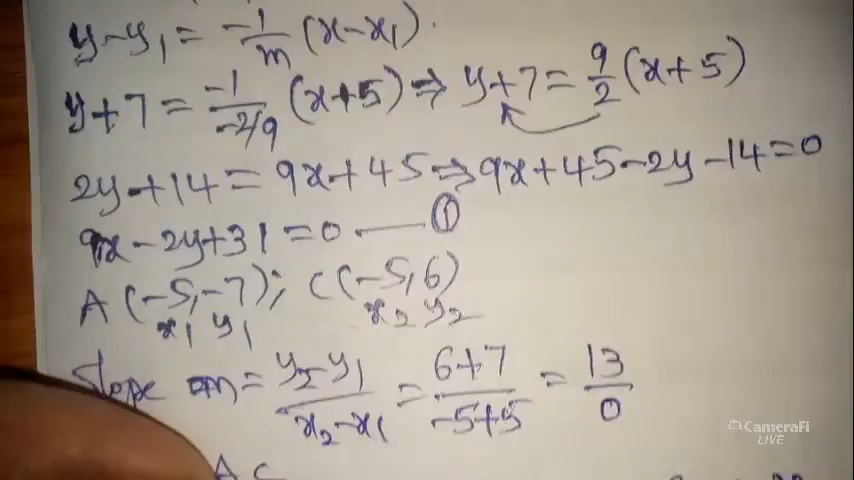 y-y₁ = -1/m (x-x₁).
y+7 = -1/-2/9 (x+5) ⇒ y+7 = 9/2 (x+5)
2y+14 = 9x+45 ⇒ 9x+45-2y-14=0
9x-2y+31=0 — ①
A (-5,-7); C(-5,6)
x₁ y₁ x₂ y₂
Slope m = y₂-y₁/x₂-x₁ = 6+7/-5+5 = 13/0
CameraFi
LIVE
AC